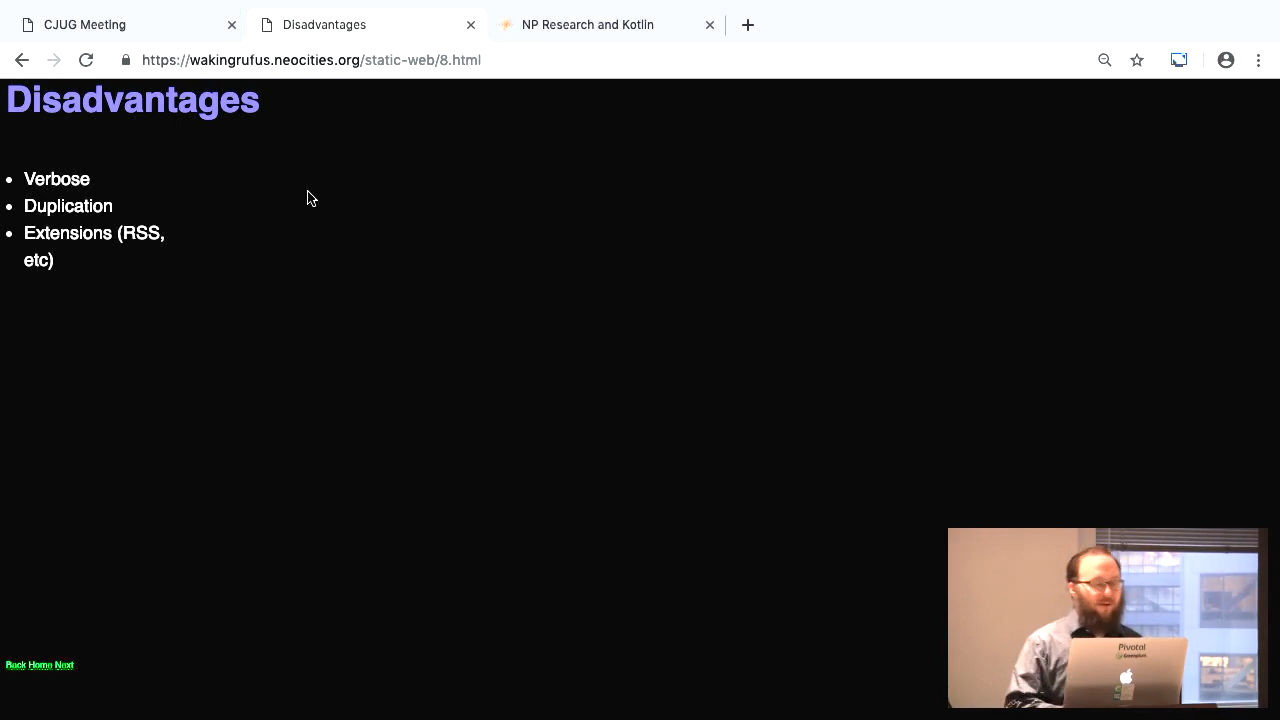 CJUG Meeting
Disadvantages
NP Research and Kotlin
https://wakingrufus.neocities.org/static-web/8.html
Disadvantages
Verbose
Duplication
Extensions (RSS,
etc)
Back Home Next
Pivotal
Greenplum